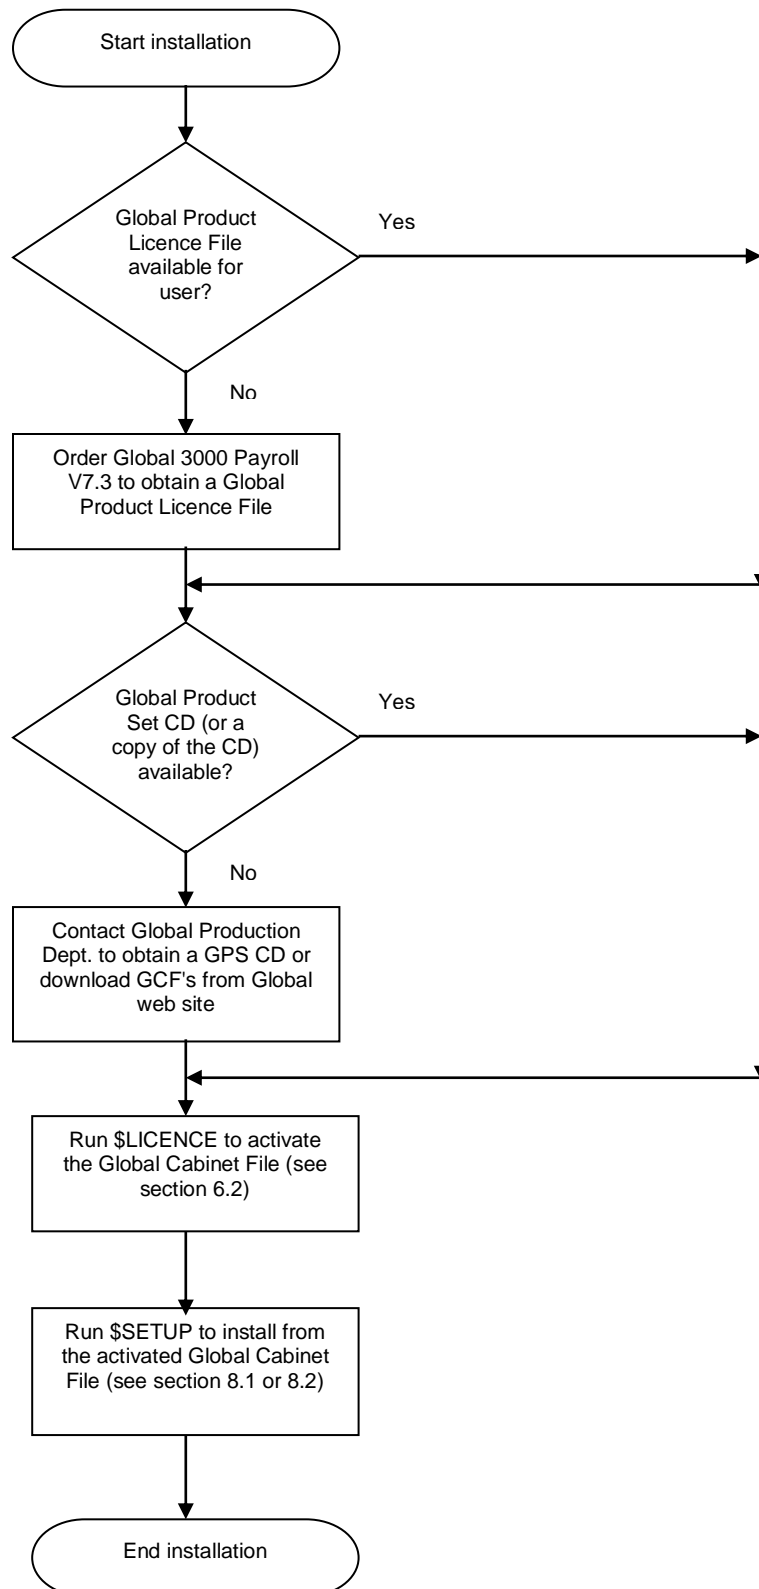 Start installation
Global Product
Licence File
available for
user?
Yes
No
Order Global 3000 Payroll
V7.3 to obtain a Global
Product Licence File
Global Product
Set CD (or a
copy of the CD)
available?
Yes
No
Contact Global Production
Dept. to obtain a GPS CD or
download GCF's from Global
web site
Run $LICENCE to activate
the Global Cabinet File (see
section 6.2)
Run $SETUP to install from
the activated Global Cabinet
File (see section 8.1 or 8.2)
End installation